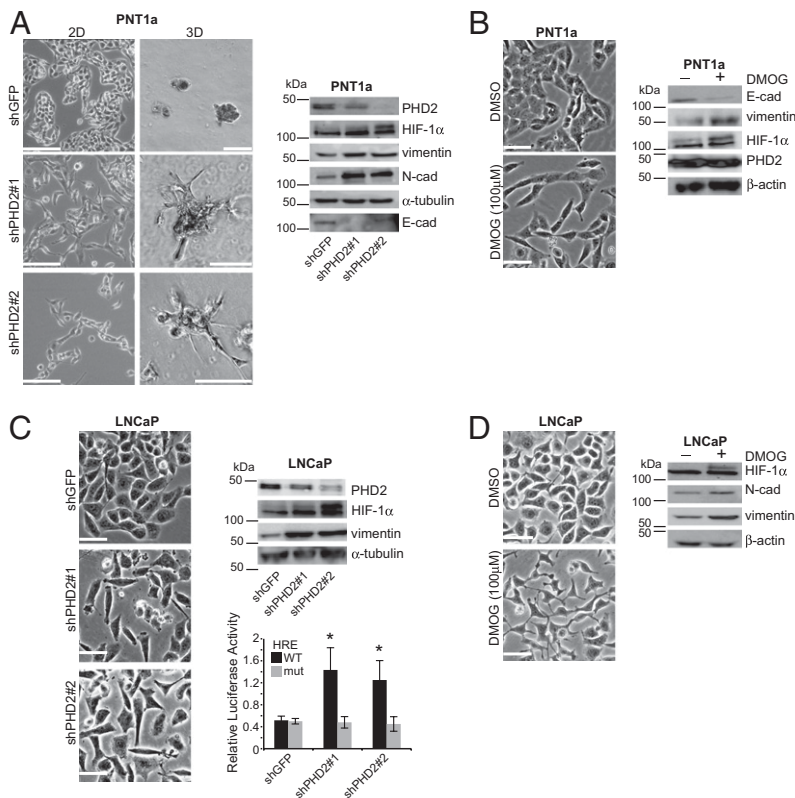 A
PNT1a
2D
3D
shGFP
shPHD2#1
shPHD2#2
kDa
PNT1a
50
PHD2
100
HIF-1α
50
vimentin
100
N-cad
50
α-tubulin
100
E-cad
shGFP
shPHD2#1
shPHD2#2
B
PNT1a
DMSO
DMOG (100µM)
PNT1a
kDa
− + DMOG
100
E-cad
50
vimentin
100
HIF-1α
50
PHD2
50
β-actin
C
LNCaP
shGFP
shPHD2#1
shPHD2#2
kDa
LNCaP
50
PHD2
100
HIF-1α
50
vimentin
50
α-tubulin
shGFP
shPHD2#1
shPHD2#2
Relative Luciferase Activity
2
1.6
1.2
0.8
0.4
0
HRE
WT
mut
*
*
shGFP
shPHD2#1
shPHD2#2
D
LNCaP
DMSO
DMOG (100µM)
LNCaP
kDa
− + DMOG
100
HIF-1α
100
N-cad
50
vimentin
50
β-actin